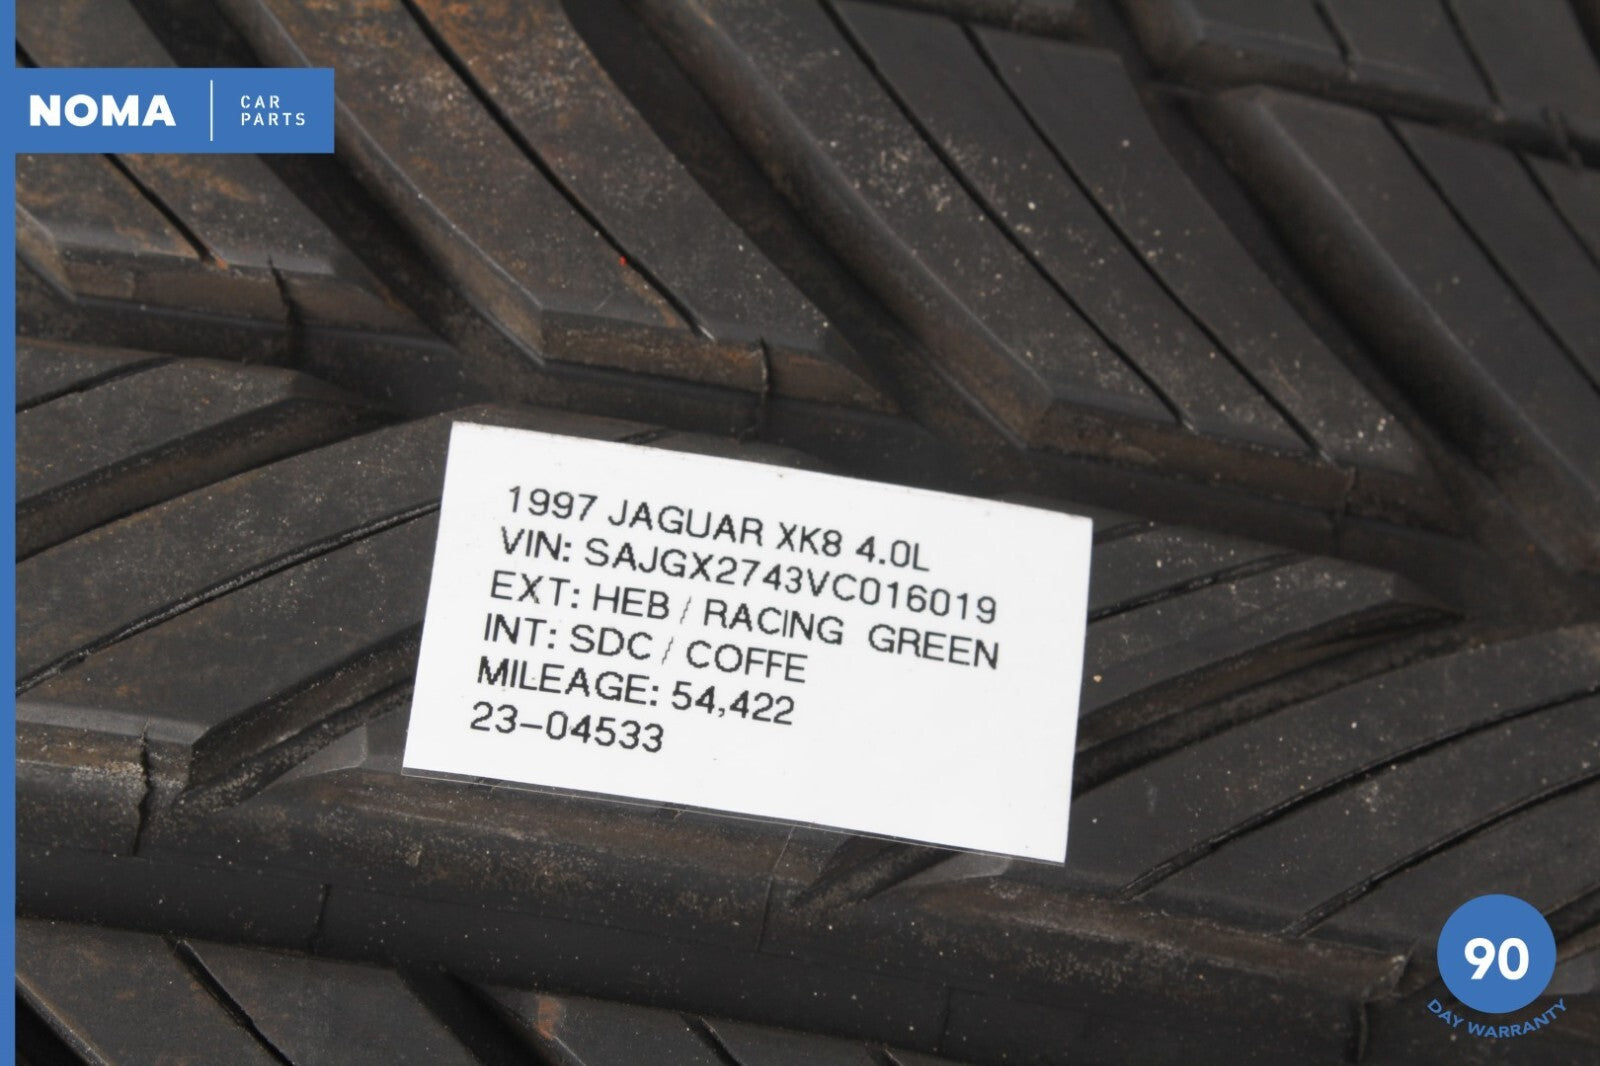 NOMA
CAR
PARTS
1997 JAGUAR XK8 4.0L
VIN: SAJGX2743VC016019
EXT: HEB / RACING GREEN
INT: SDC / COFFE
MILEAGE: 54,422
23-04533
90
DAY WARRANTY